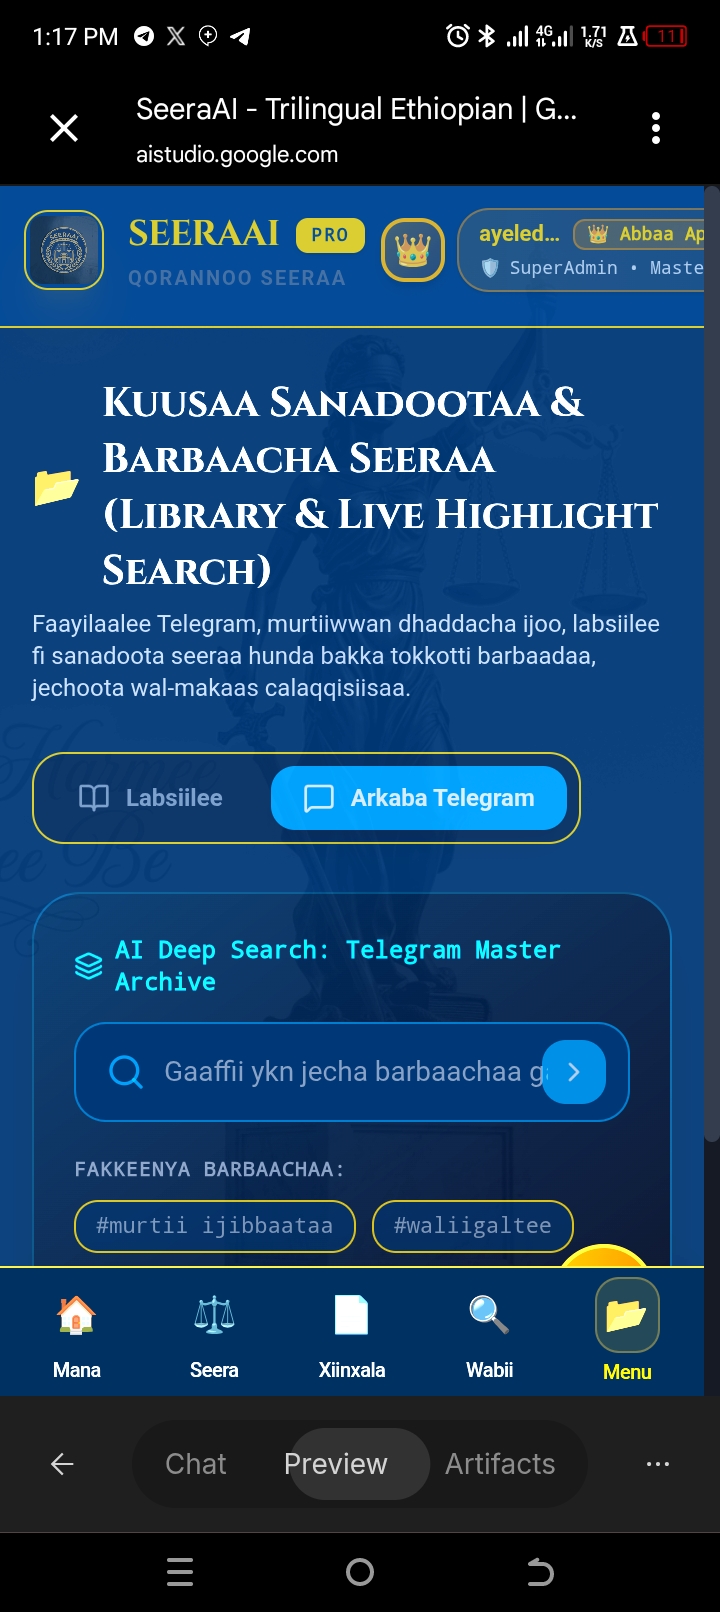 1:17 PM
4G
1.71 K/S
11
SeeraAI - Trilingual Ethiopian | G...
aistudio.google.com
SEERAAI PRO
QORANNOO SEERAA
ayeled... Abbaa Ap
SuperAdmin • Maste
Kuusaa Sanadootaa &
Barbaacha Seeraa
(Library & Live Highlight
Search)
Faayilaalee Telegram, murtiiwwan dhaddacha ijoo, labsiilee
fi sanadoota seeraa hunda bakka tokkotti barbaadaa,
jechoota wal-makaas calaqqisiisaa.
Labsiilee
Arkaba Telegram
AI Deep Search: Telegram Master
Archive
Gaaffii ykn jecha barbaachaa ga
FAKKEENYA BARBAACHAA:
#murtii ijibbaataa #waliigaltee
Mana Seera Xiinxala Wabii Menu
Chat Preview Artifacts